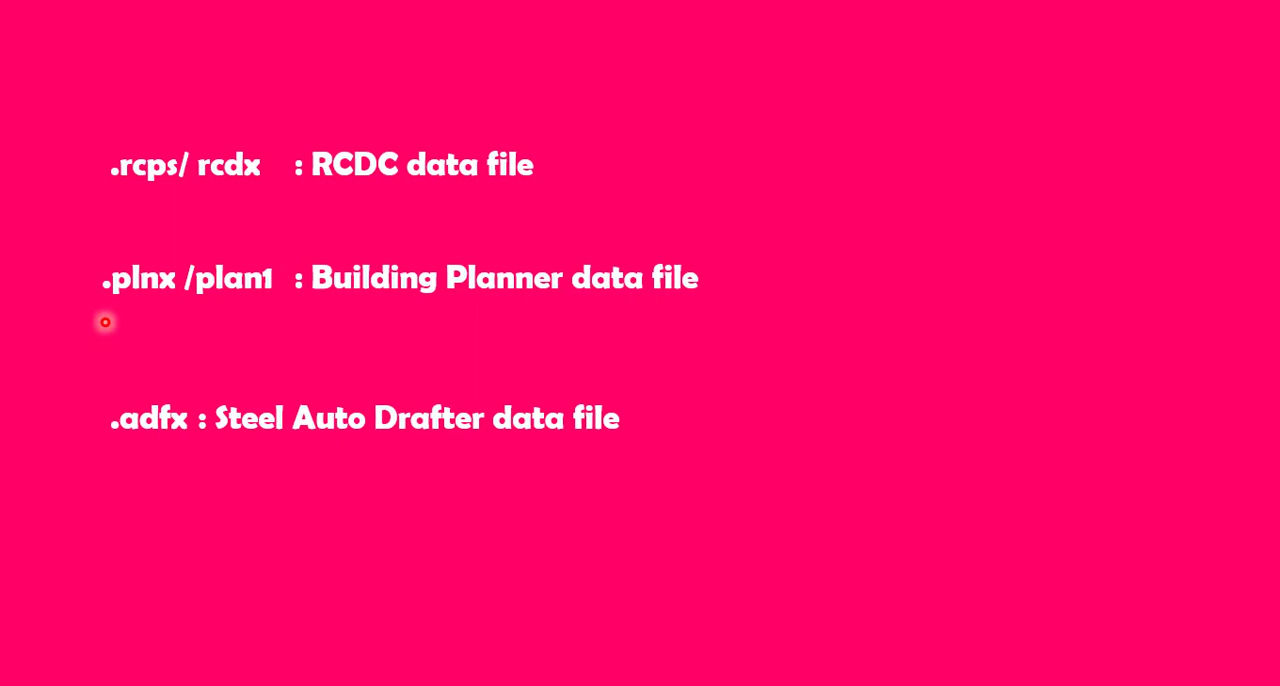 .rcps/ rcdx : RCDC data file
.plnx /plan1 : Building Planner data file
.adfx : Steel Auto Drafter data file